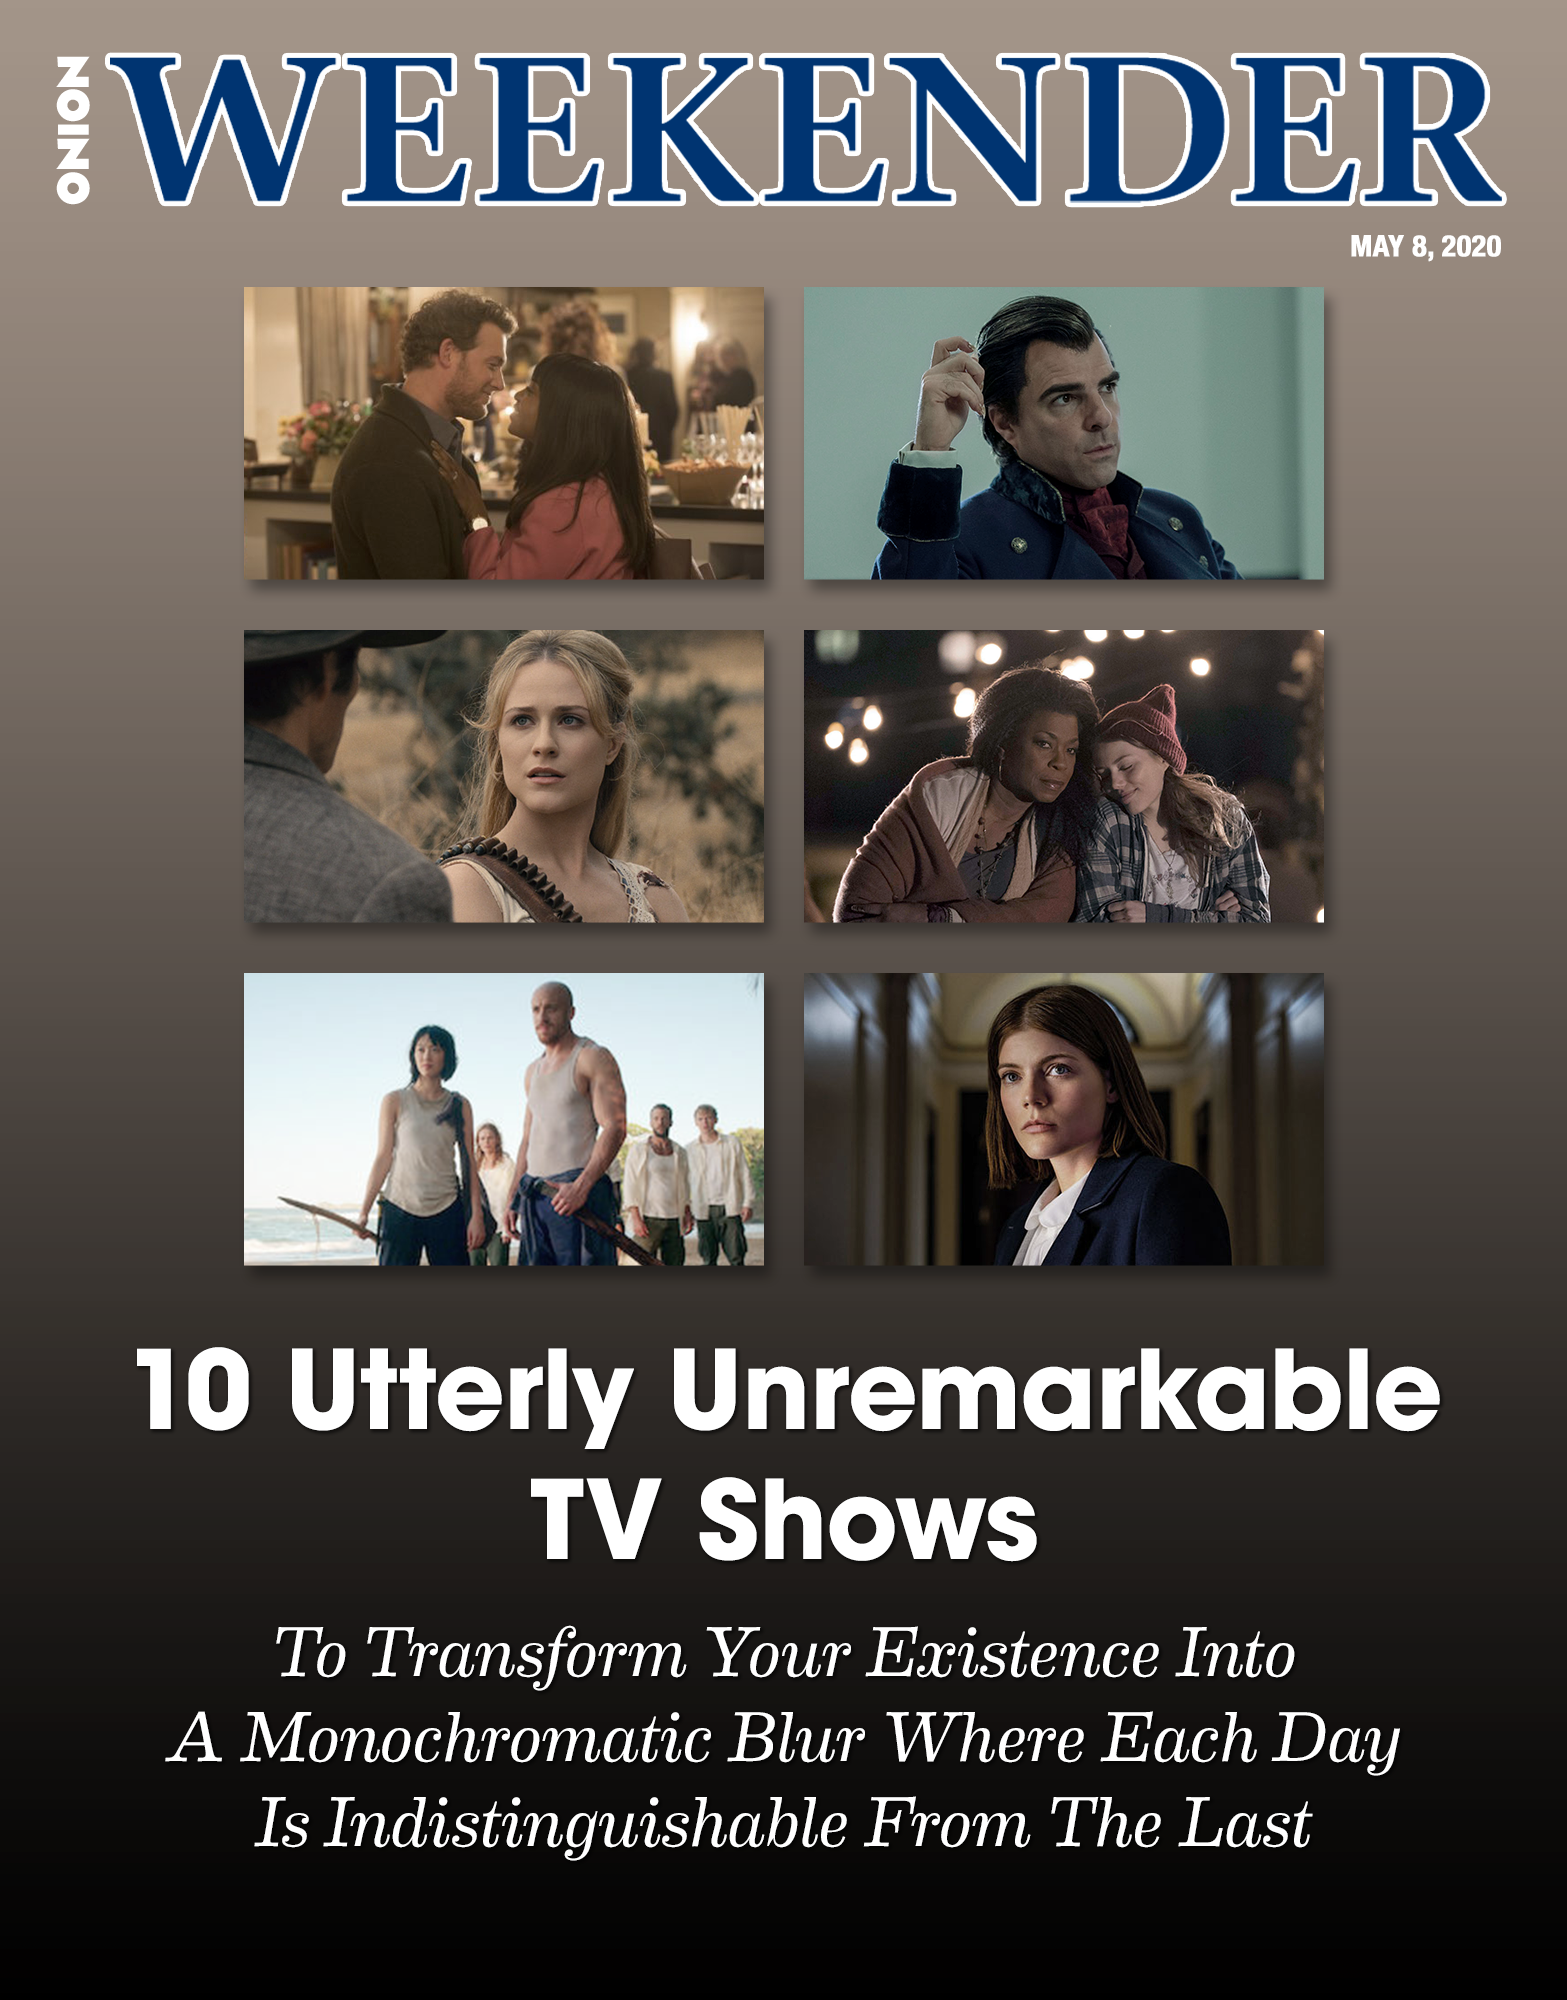 ONION
WEEKENDER
MAY 8, 2020
10 Utterly Unremarkable
TV Shows
To Transform Your Existence Into
A Monochromatic Blur Where Each Day
Is Indistinguishable From The Last